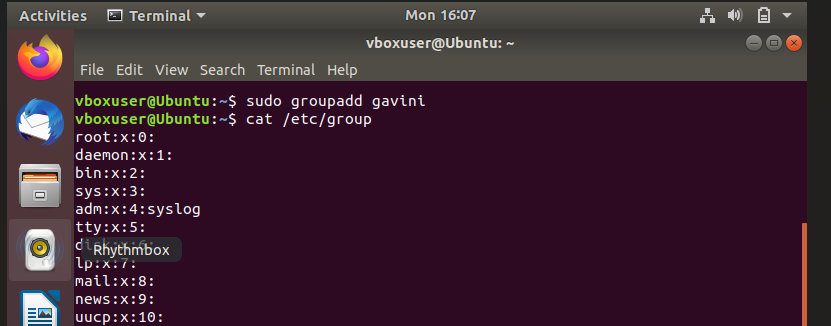 Activities Terminal Mon 16:07
vboxuser@Ubuntu: ~
File Edit View Search Terminal Help
vboxuser@Ubuntu:~$ sudo groupadd gavini
vboxuser@Ubuntu:~$ cat /etc/group
root:x:0:
daemon:x:1:
bin:x:2:
sys:x:3:
adm:x:4:syslog
tty:x:5:
disk:x:6:
Rhythmbox
lp:x:7:
mail:x:8:
news:x:9:
uucp:x:10: